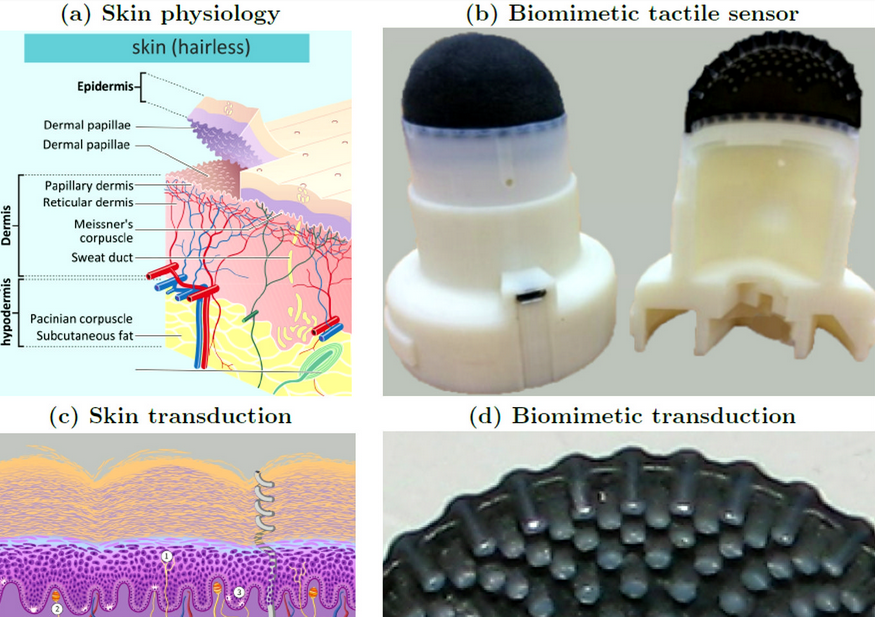 (a) Skin physiology
(b) Biomimetic tactile sensor
skin (hairless)
Epidermis
Dermal papillae
Dermal papillae
Papillary dermis
Reticular dermis
Meissner's
corpuscle
Sweat duct
Dermis
hypodermis
Pacinian corpuscle
Subcutaneous fat
(c) Skin transduction
(d) Biomimetic transduction
1
2
3